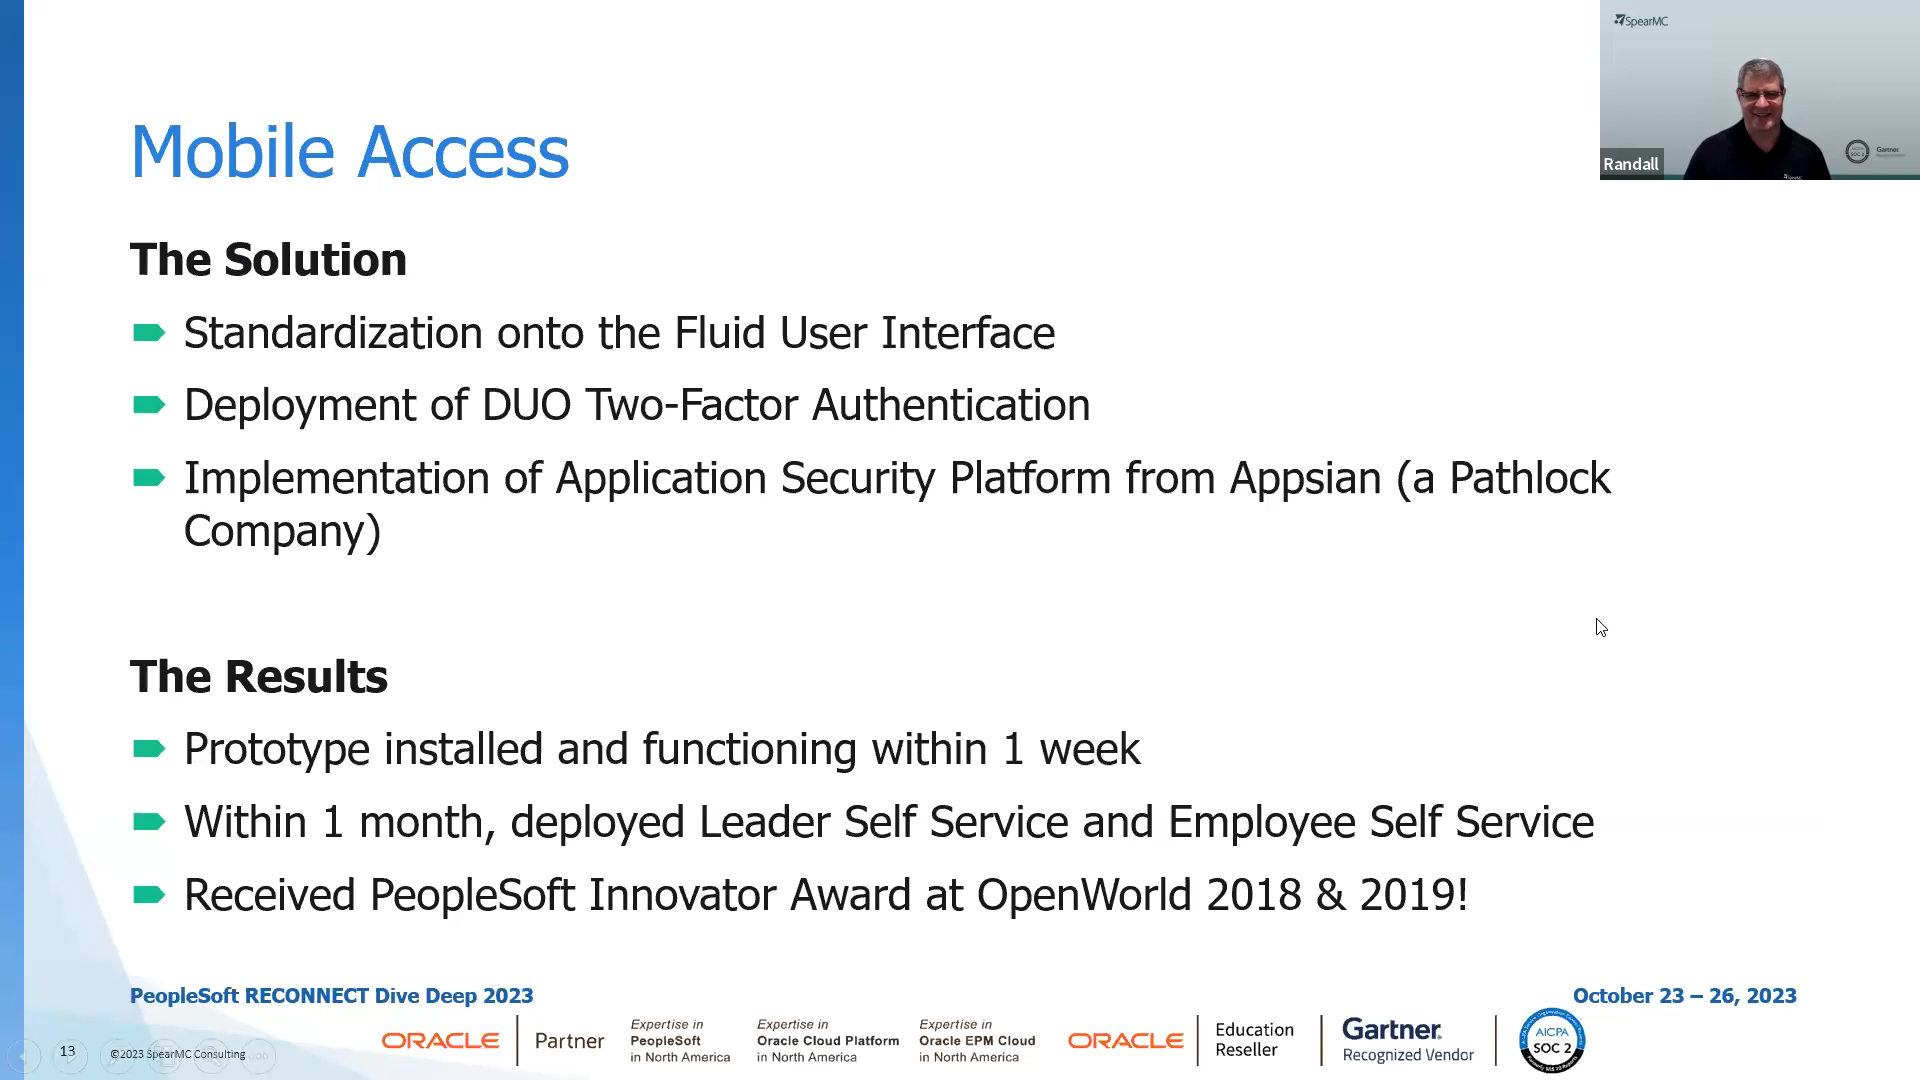 SpearMC
Randall
Gartner
Mobile Access
The Solution
Standardization onto the Fluid User Interface
Deployment of DUO Two-Factor Authentication
Implementation of Application Security Platform from Appsian (a Pathlock
Company)
The Results
Prototype installed and functioning within 1 week
Within 1 month, deployed Leader Self Service and Employee Self Service
Received PeopleSoft Innovator Award at OpenWorld 2018 & 2019!
PeopleSoft RECONNECT Dive Deep 2023
October 23 – 26, 2023
13
©2023 SpearMC Consulting
ORACLE
Partner
Expertise in
PeopleSoft
in North America
Expertise in
Oracle Cloud Platform
in North America
Expertise in
Oracle EPM Cloud
in North America
ORACLE
Education
Reseller
Gartner
Recognized Vendor
AICPA
SOC 2